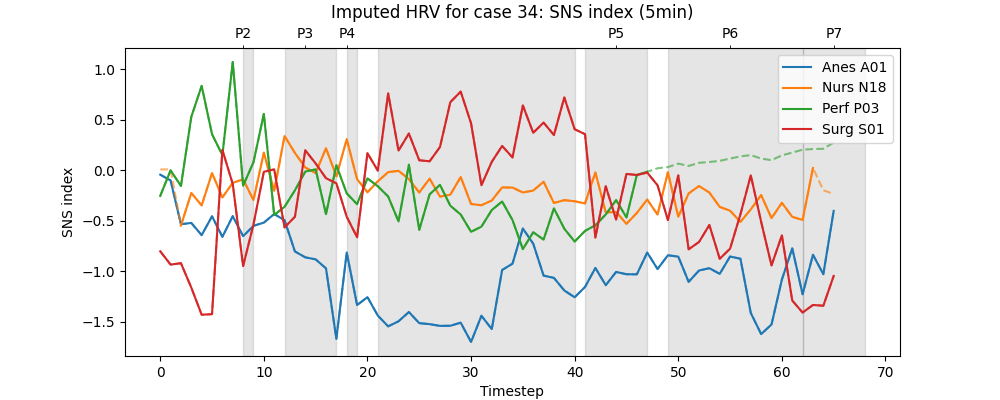 Imputed HRV for case 34: SNS index (5min)
P2 P3 P4 P5 P6 P7
Anes A01
Nurs N18
Perf P03
Surg S01
1.0
0.5
0.0
−0.5
−1.0
−1.5
SNS index
0 10 20 30 40 50 60 70
Timestep